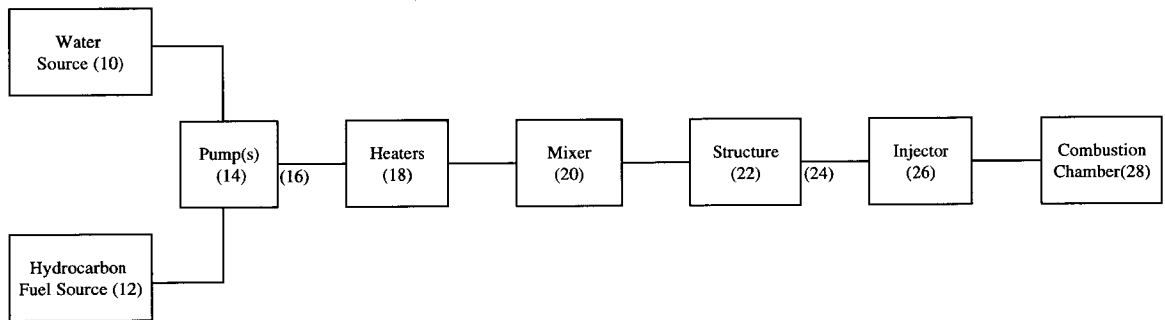 Water
Source (10)
Pump(s)
(14)
(16)
Heaters
(18)
Mixer
(20)
Structure
(22)
(24)
Injector
(26)
Combustion
Chamber(28)
Hydrocarbon
Fuel Source (12)